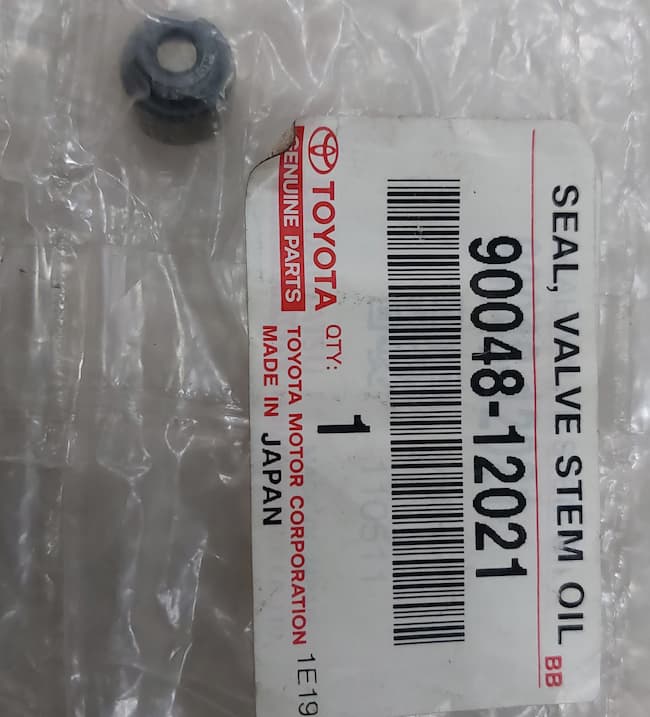 SEAL, VALVE STEM OIL BB
90048-12021
QTY: 1
TOYOTA
GENUINE PARTS
TOYOTA MOTOR CORPORATION 1E19
MADE IN JAPAN